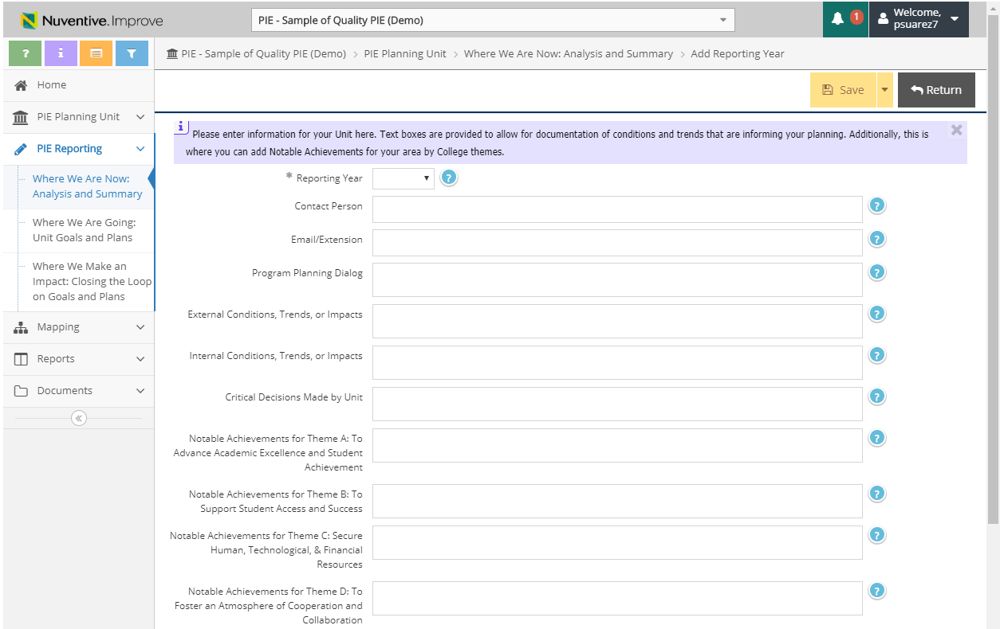 Nuventive.Improve
PIE - Sample of Quality PIE (Demo)
1
Welcome,
psuarez7
?
i
PIE - Sample of Quality PIE (Demo) > PIE Planning Unit > Where We Are Now: Analysis and Summary > Add Reporting Year
Home
PIE Planning Unit
PIE Reporting
Where We Are Now:
Analysis and Summary
Where We Are Going:
Unit Goals and Plans
Where We Make an
Impact: Closing the Loop
on Goals and Plans
Mapping
Reports
Documents
Save
Return
i Please enter information for your Unit here. Text boxes are provided to allow for documentation of conditions and trends that are informing your planning. Additionally, this is
where you can add Notable Achievements for your area by College themes.
* Reporting Year ?
Contact Person ?
Email/Extension ?
Program Planning Dialog ?
External Conditions, Trends, or Impacts ?
Internal Conditions, Trends, or Impacts ?
Critical Decisions Made by Unit ?
Notable Achievements for Theme A: To ?
Advance Academic Excellence and Student
Achievement
Notable Achievements for Theme B: To ?
Support Student Access and Success
Notable Achievements for Theme C: Secure ?
Human, Technological, & Financial
Resources
Notable Achievements for Theme D: To ?
Foster an Atmosphere of Cooperation and
Collaboration